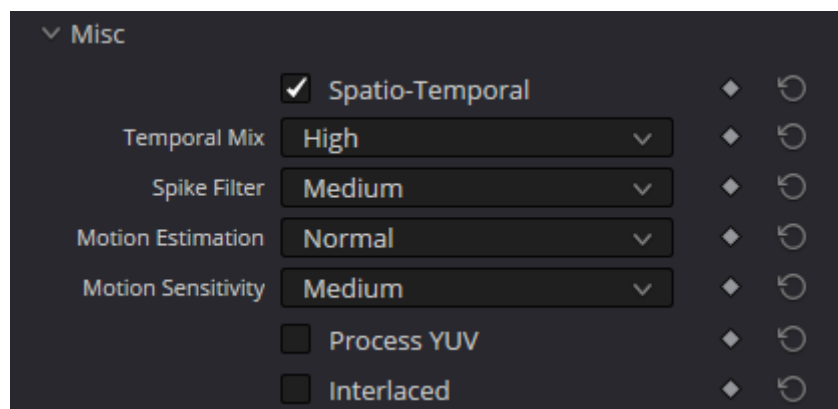 Misc
Spatio-Temporal
Temporal Mix High
Spike Filter Medium
Motion Estimation Normal
Motion Sensitivity Medium
Process YUV
Interlaced